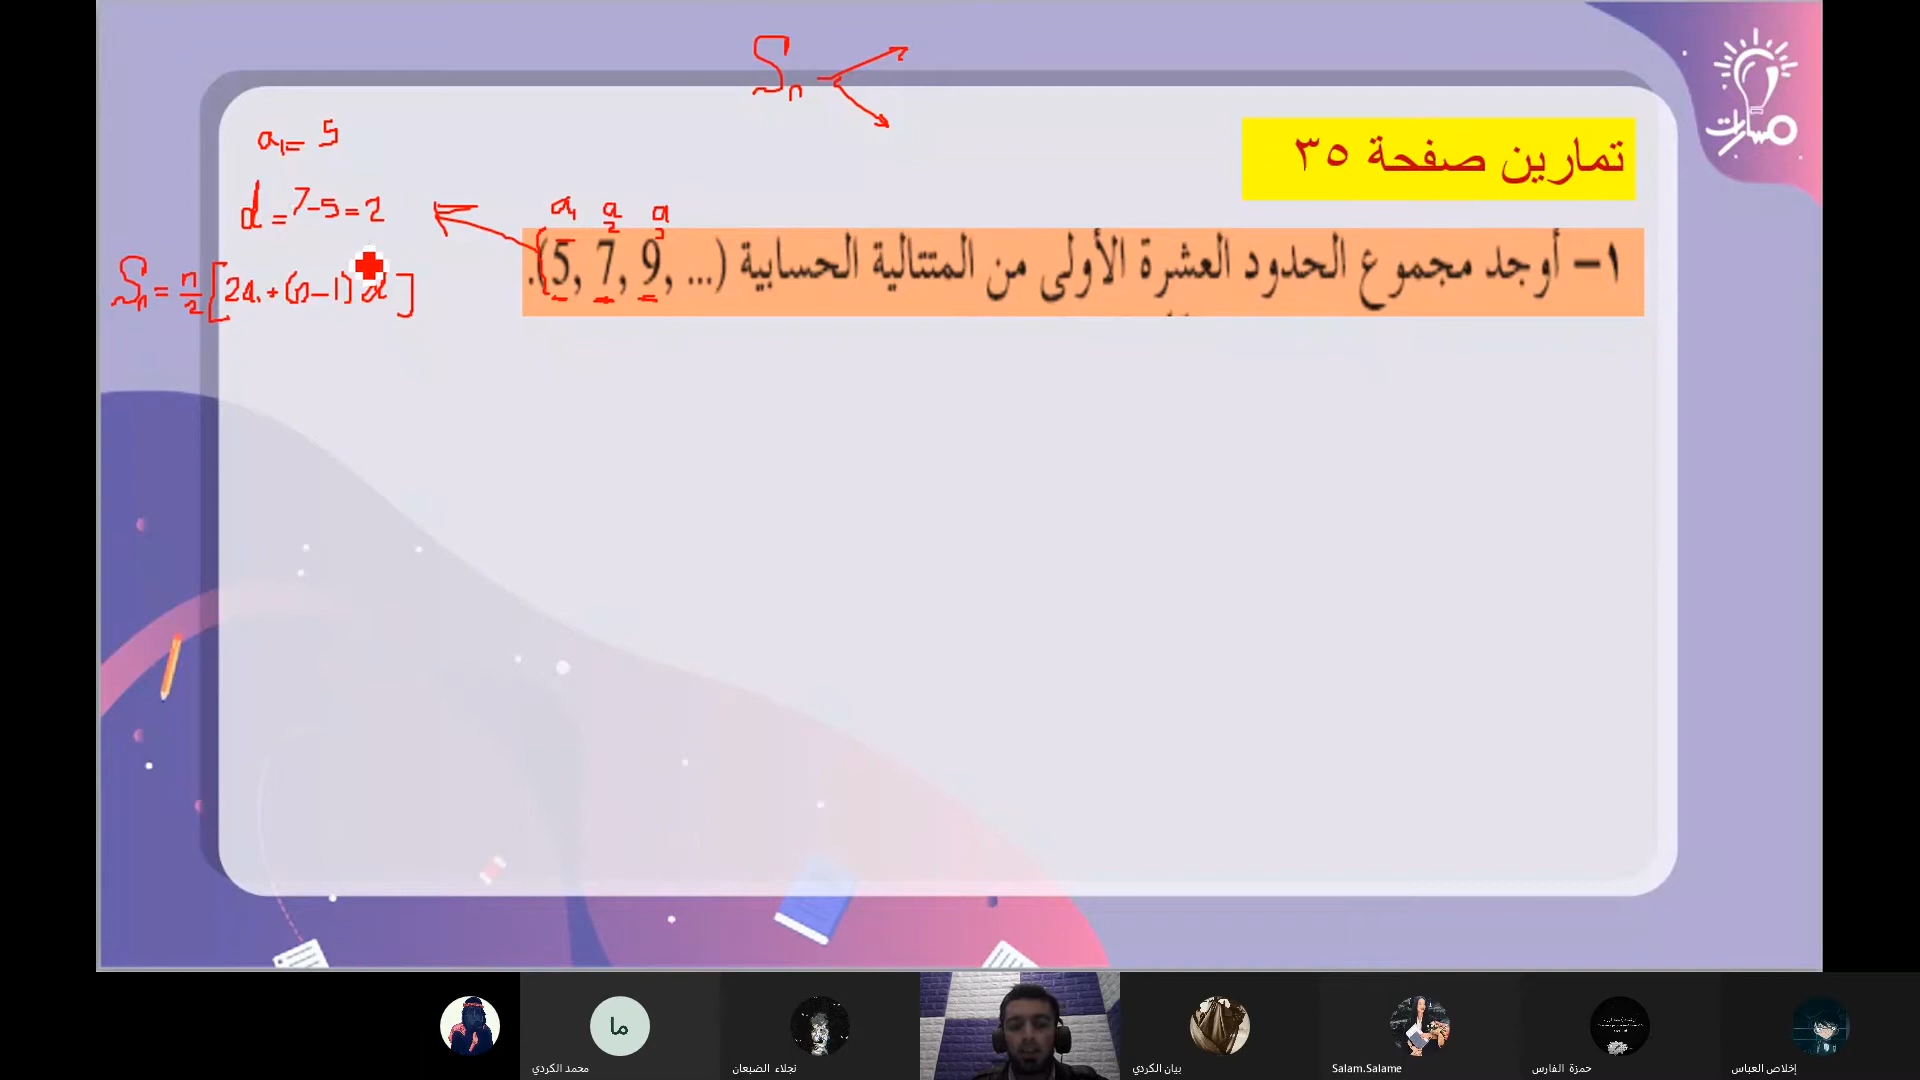 Sn
مسارات
تمارين صفحة ٣٥
a1 = 5
d = 7-5 = 2
a1 a2 a3
١- أوجد مجموع الحدود العشرة الأولى من المتتالية الحسابية (5, 7, 9, ...).
Sn = n/2 [2a1 + (n-1) d]
ما
محمد الكردي
نجلاء الضبعان
بيان الكردي
Salam.Salame
حمزة الفارس
إخلاص العباس